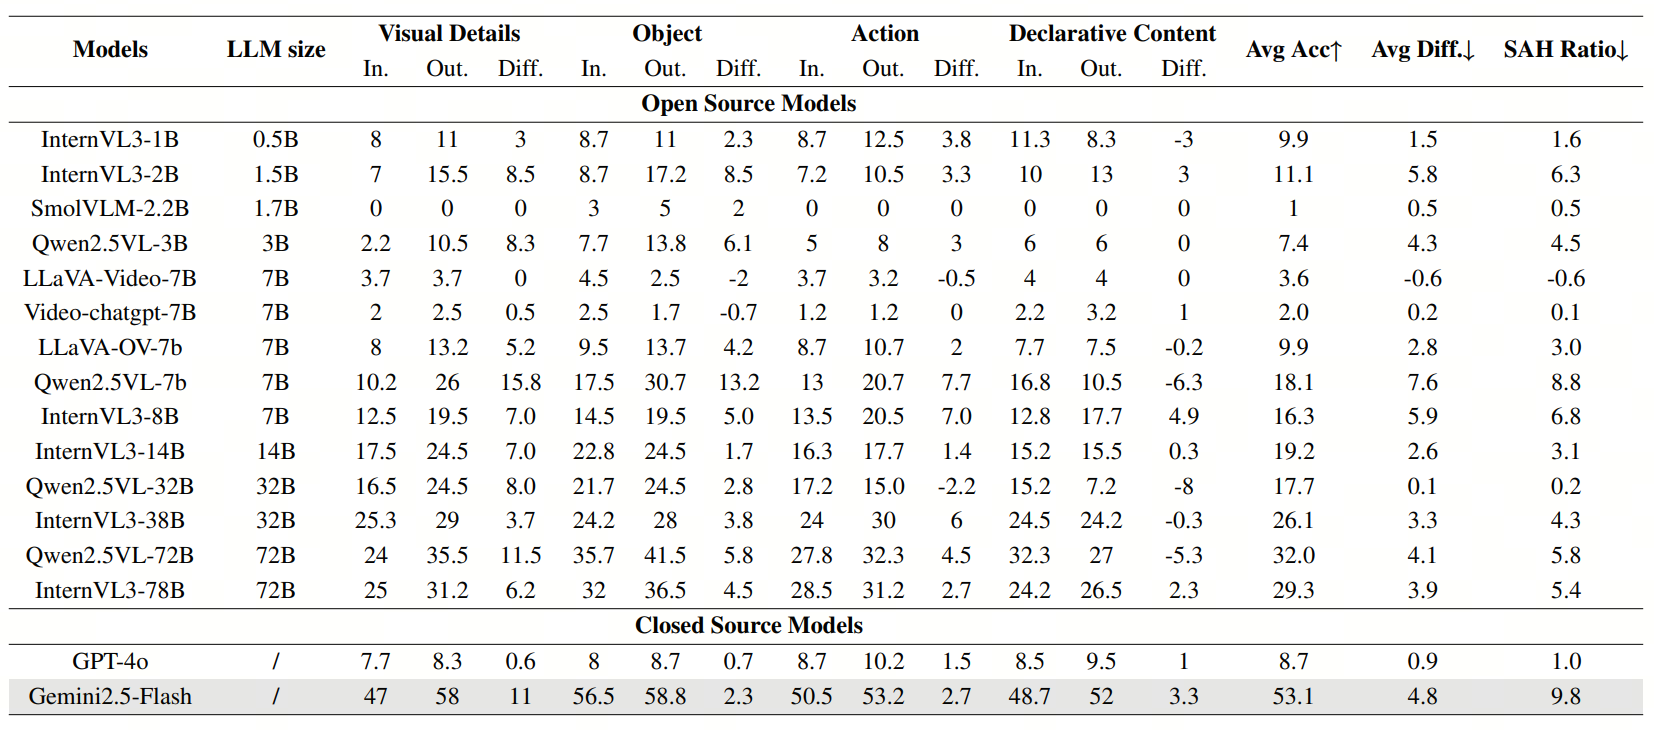 Models LLM size Visual Details Object Action Declarative Content Avg Acc↑ Avg Diff.↓ SAH Ratio↓
In. Out. Diff. In. Out. Diff. In. Out. Diff. In. Out. Diff.
Open Source Models
InternVL3-1B 0.5B 8 11 3 8.7 11 2.3 8.7 12.5 3.8 11.3 8.3 -3 9.9 1.5 1.6
InternVL3-2B 1.5B 7 15.5 8.5 8.7 17.2 8.5 7.2 10.5 3.3 10 13 3 11.1 5.8 6.3
SmolVLM-2.2B 1.7B 0 0 0 3 5 2 0 0 0 0 0 0 1 0.5 0.5
Qwen2.5VL-3B 3B 2.2 10.5 8.3 7.7 13.8 6.1 5 8 3 6 6 0 7.4 4.3 4.5
LLaVA-Video-7B 7B 3.7 3.7 0 4.5 2.5 -2 3.7 3.2 -0.5 4 4 0 3.6 -0.6 -0.6
Video-chatgpt-7B 7B 2 2.5 0.5 2.5 1.7 -0.7 1.2 1.2 0 2.2 3.2 1 2.0 0.2 0.1
LLaVA-OV-7b 7B 8 13.2 5.2 9.5 13.7 4.2 8.7 10.7 2 7.7 7.5 -0.2 9.9 2.8 3.0
Qwen2.5VL-7b 7B 10.2 26 15.8 17.5 30.7 13.2 13 20.7 7.7 16.8 10.5 -6.3 18.1 7.6 8.8
InternVL3-8B 7B 12.5 19.5 7.0 14.5 19.5 5.0 13.5 20.5 7.0 12.8 17.7 4.9 16.3 5.9 6.8
InternVL3-14B 14B 17.5 24.5 7.0 22.8 24.5 1.7 16.3 17.7 1.4 15.2 15.5 0.3 19.2 2.6 3.1
Qwen2.5VL-32B 32B 16.5 24.5 8.0 21.7 24.5 2.8 17.2 15.0 -2.2 15.2 7.2 -8 17.7 0.1 0.2
InternVL3-38B 32B 25.3 29 3.7 24.2 28 3.8 24 30 6 24.5 24.2 -0.3 26.1 3.3 4.3
Qwen2.5VL-72B 72B 24 35.5 11.5 35.7 41.5 5.8 27.8 32.3 4.5 32.3 27 -5.3 32.0 4.1 5.8
InternVL3-78B 72B 25 31.2 6.2 32 36.5 4.5 28.5 31.2 2.7 24.2 26.5 2.3 29.3 3.9 5.4
Closed Source Models
GPT-4o / 7.7 8.3 0.6 8 8.7 0.7 8.7 10.2 1.5 8.5 9.5 1 8.7 0.9 1.0
Gemini2.5-Flash / 47 58 11 56.5 58.8 2.3 50.5 53.2 2.7 48.7 52 3.3 53.1 4.8 9.8